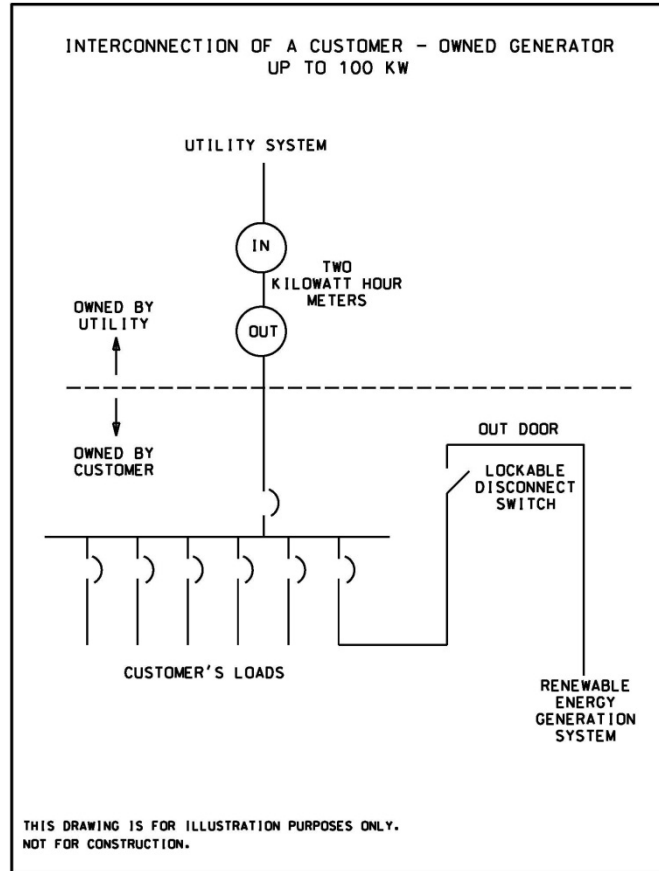 INTERCONNECTION OF A CUSTOMER - OWNED GENERATOR
UP TO 100 KW
UTILITY SYSTEM
IN
TWO
KILOWATT HOUR
METERS
OUT
OWNED BY
UTILITY
OWNED BY
CUSTOMER
OUT DOOR
LOCKABLE
DISCONNECT
SWITCH
CUSTOMER'S LOADS
RENEWABLE
ENERGY
GENERATION
SYSTEM
THIS DRAWING IS FOR ILLUSTRATION PURPOSES ONLY.
NOT FOR CONSTRUCTION.